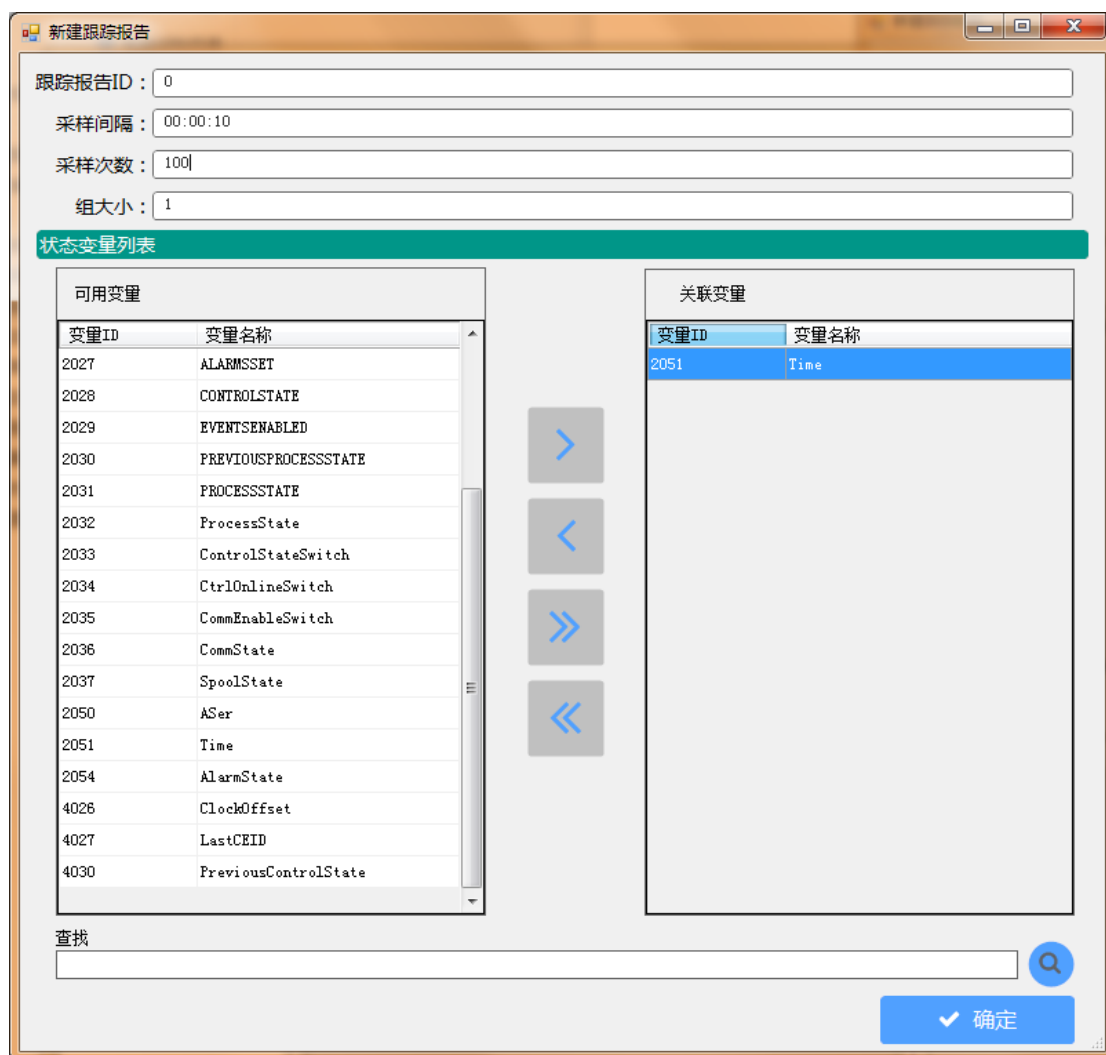 新建跟踪报告
跟踪报告ID： 0
采样间隔： 00:00:10
采样次数： 100
组大小： 1
状态变量列表
可用变量
变量ID 变量名称
2027 ALARMSSET
2028 CONTROLSTATE
2029 EVENTSENABLED
2030 PREVIOUSPROCESSSTATE
2031 PROCESSSTATE
2032 ProcessState
2033 ControlStateSwitch
2034 CtrlOnlineSwitch
2035 CommEnableSwitch
2036 CommState
2037 SpoolState
2050 ASer
2051 Time
2054 AlarmState
4026 ClockOffset
4027 LastCEID
4030 PreviousControlState
关联变量
变量ID 变量名称
2051 Time
查找
确定